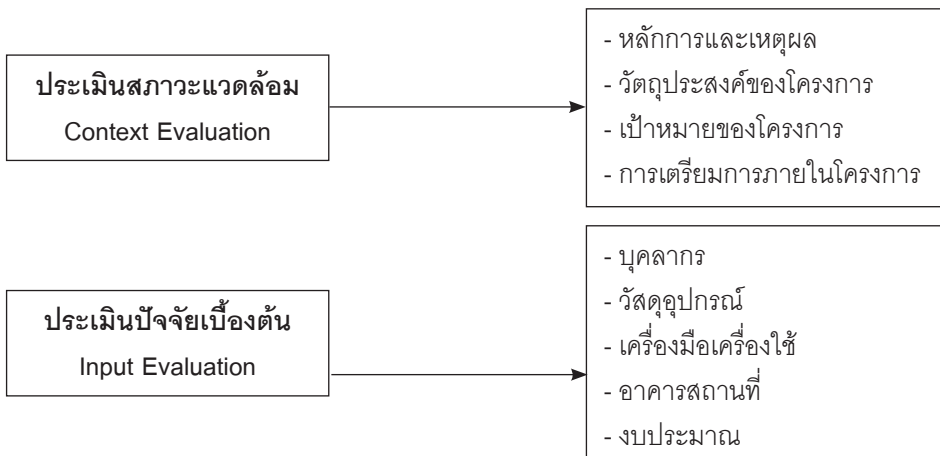 ประเมินสภาวะแวดล้อม
Context Evaluation
- หลักการและเหตุผล
- วัตถุประสงค์ของโครงการ
- เป้าหมายของโครงการ
- การเตรียมการภายในโครงการ
ประเมินปัจจัยเบื้องต้น
Input Evaluation
- บุคลากร
- วัสดุอุปกรณ์
- เครื่องมือเครื่องใช้
- อาคารสถานที่
- งบประมาณ